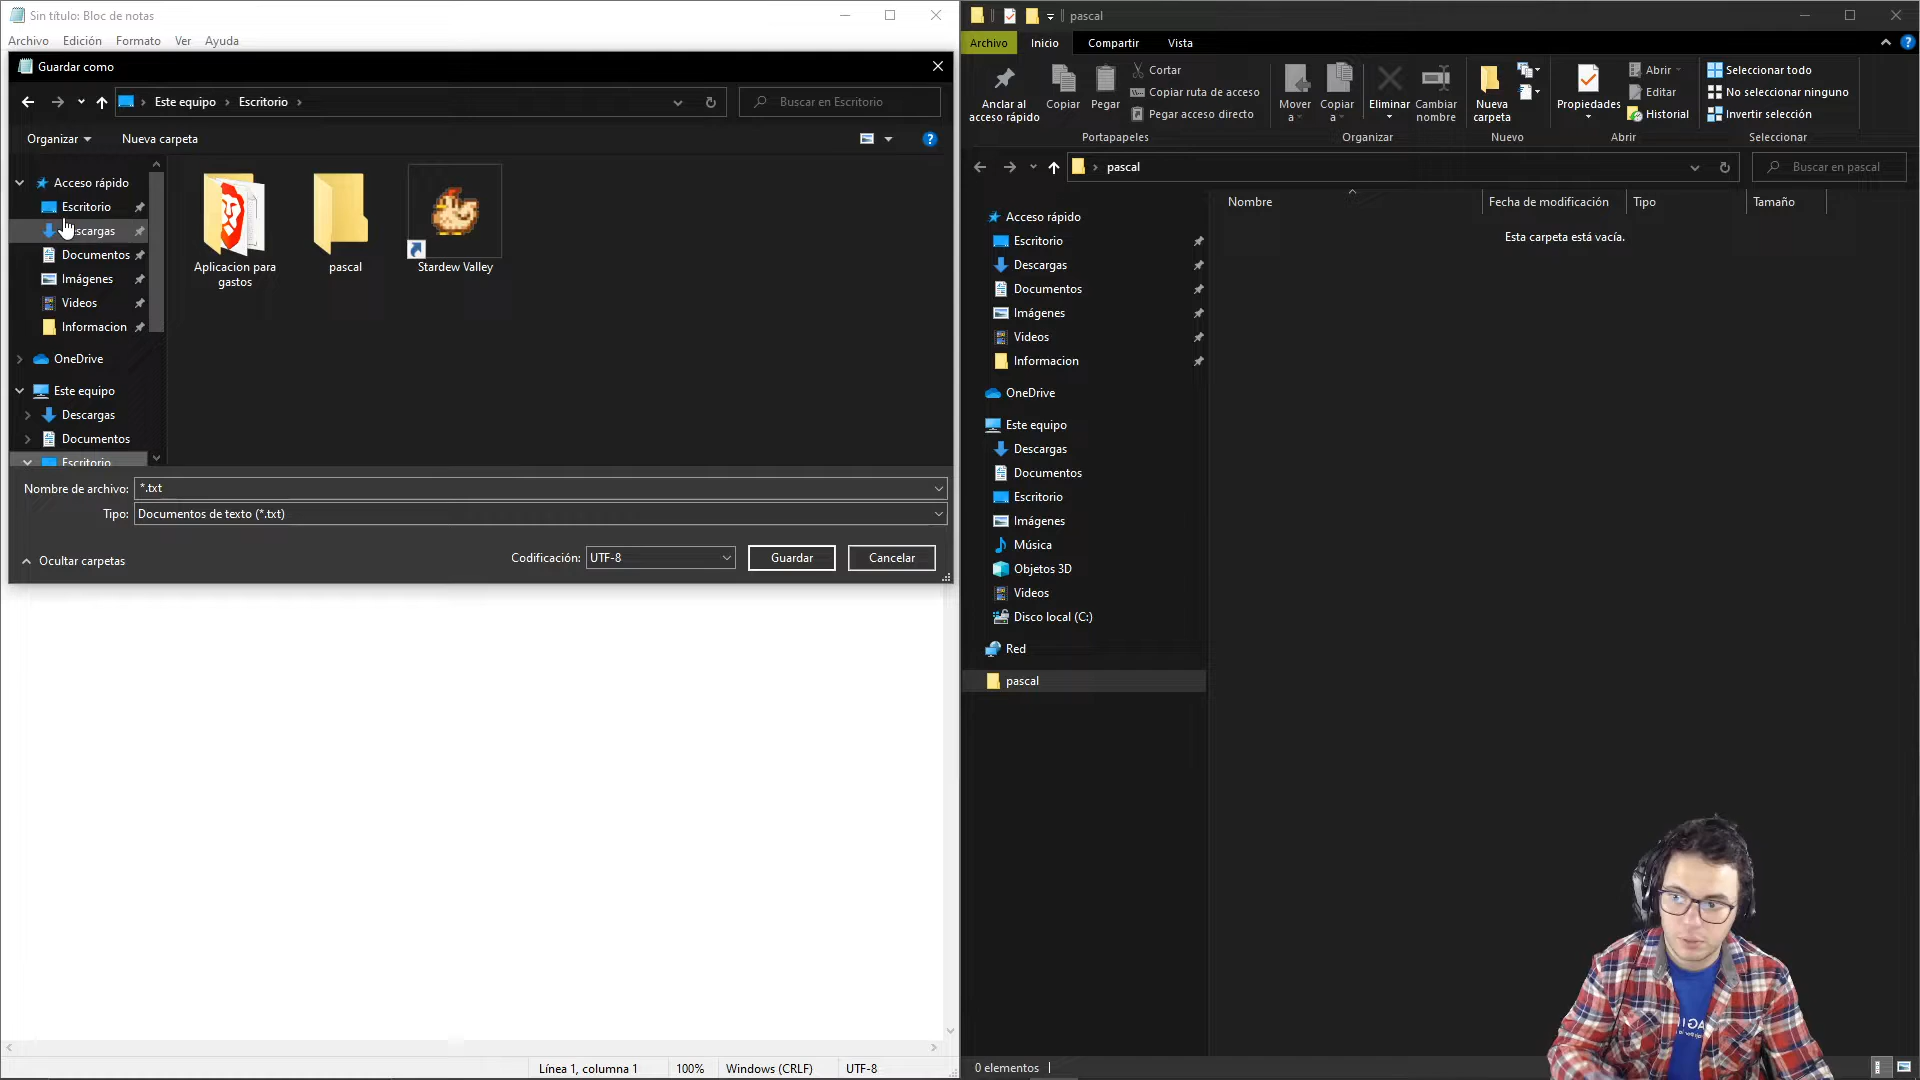 Sin título: Bloc de notas
Archivo Edición Formato Ver Ayuda
Guardar como
Este equipo Escritorio
Buscar en Escritorio
Organizar Nueva carpeta
Acceso rápido
Escritorio
scargas
Documentos
Imágenes
Videos
Informacion
OneDrive
Este equipo
Descargas
Documentos
Escritorio
Aplicacion para
gastos
pascal
Stardew Valley
Nombre de archivo: *.txt
Tipo: Documentos de texto (*.txt)
Ocultar carpetas
Codificación: UTF-8 Guardar Cancelar
Línea 1, columna 1 100% Windows (CRLF) UTF-8
pascal
Archivo Inicio Compartir Vista
Anclar al
acceso rápido
Copiar
Pegar
Cortar
Copiar ruta de acceso
Pegar acceso directo
Portapapeles
Mover
a
Copiar
a
Eliminar
Cambiar
nombre
Organizar
Nueva
carpeta
Nuevo
Propiedades
Abrir
Editar
Historial
Abrir
Seleccionar todo
No seleccionar ninguno
Invertir selección
Seleccionar
pascal
Buscar en pascal
Nombre Fecha de modificación Tipo Tamaño
Esta carpeta está vacía.
Acceso rápido
Escritorio
Descargas
Documentos
Imágenes
Videos
Informacion
OneDrive
Este equipo
Descargas
Documentos
Escritorio
Imágenes
Música
Objetos 3D
Videos
Disco local (C:)
Red
pascal
0 elementos